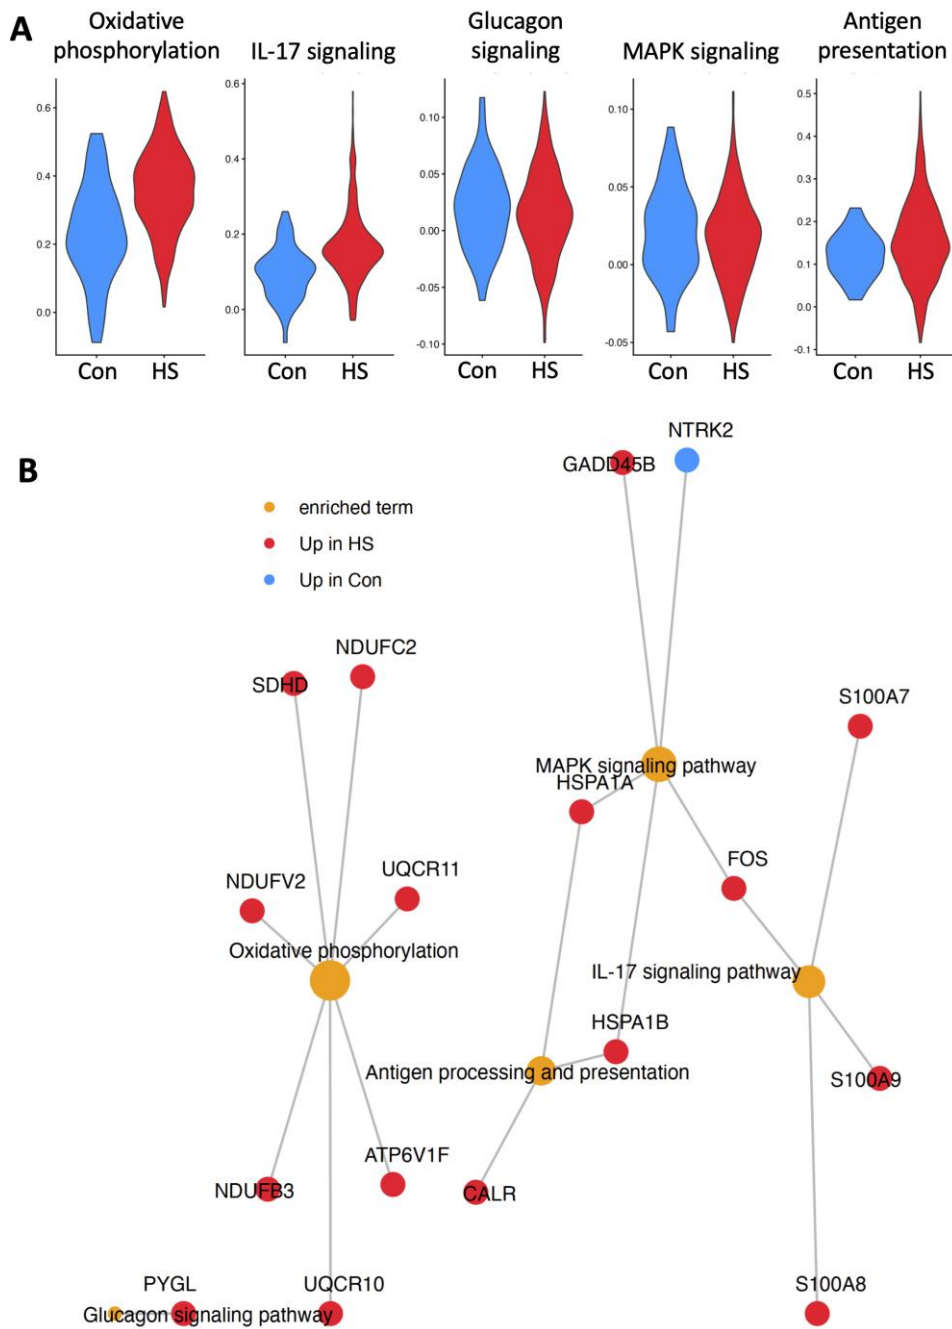 A
Oxidative
phosphorylation
IL-17 signaling
Glucagon
signaling
MAPK signaling
Antigen
presentation
0.6
0.4
0.2
0.0
Con
HS
0.6
0.4
0.2
0.0
Con
HS
0.10
0.05
0.00
-0.05
-0.10
Con
HS
0.10
0.05
0.00
-0.05
Con
HS
0.5
0.4
0.3
0.2
0.1
0.0
-0.1
Con
HS
B
enriched term
Up in HS
Up in Con
NTRK2
GADD45B
NDUFC2
SDHD
S100A7
MAPK signaling pathway
HSPA1A
FOS
UQCR11
NDUFV2
Oxidative phosphorylation
IL-17 signaling pathway
HSPA1B
Antigen processing and presentation
S100A9
ATP6V1F
NDUFB3
CALR
PYGL
UQCR10
S100A8
Glucagon signaling pathway